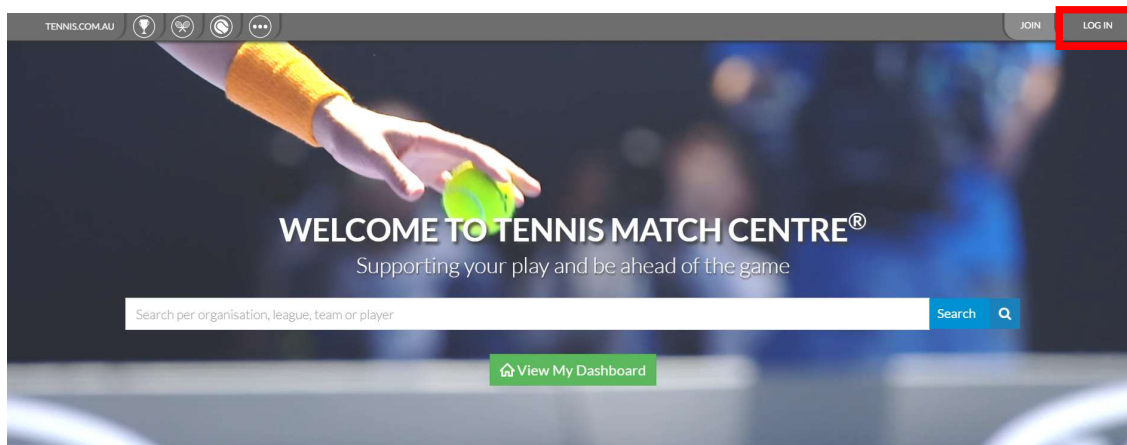 TENNIS.COM.AU
JOIN
LOG IN
WELCOME TO TENNIS MATCH CENTRE®
Supporting your play and be ahead of the game
Search per organisation, league, team or player
Search
View My Dashboard